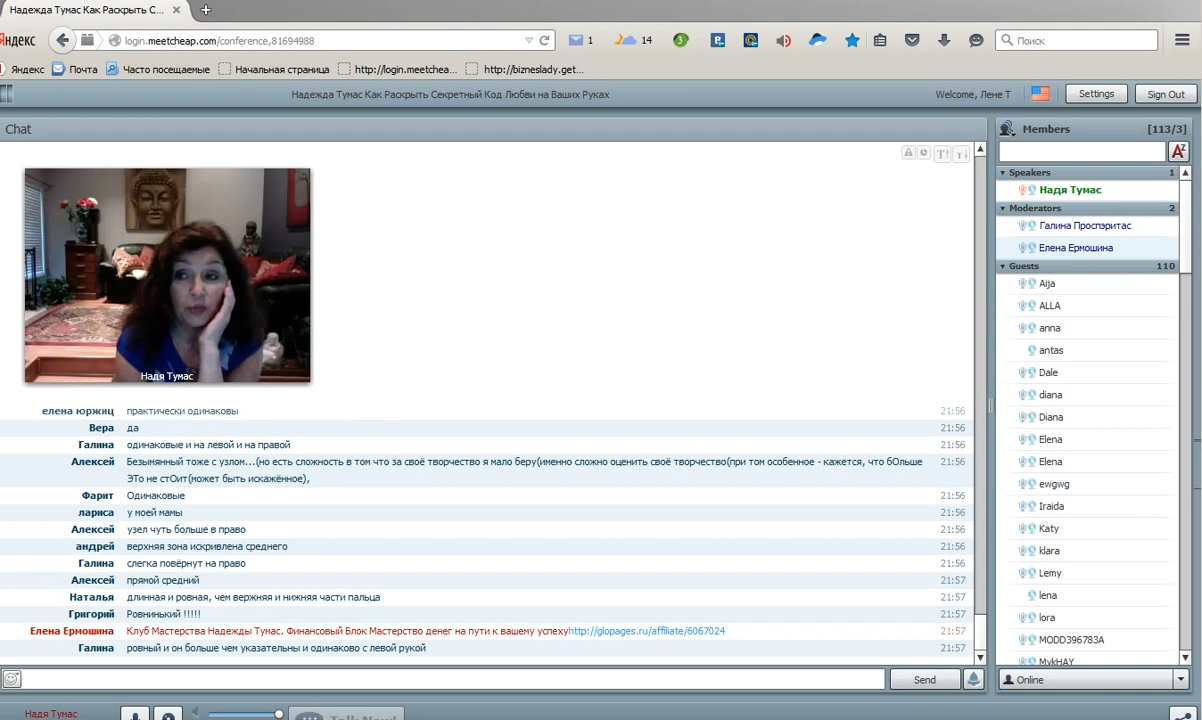 Надежда Тумас Как Раскрыть С...
Яндекс
login.meetcheap.com/conference,81694988
1
14
3
Поиск
Яндекс
Почта
Часто посещаемые
Начальная страница
http://login.meetchea...
http://bizneslady.get...
Надежда Тумас Как Раскрыть Секретный Код Любви на Ваших Руках
Welcome, Лене Т
Settings
Sign Out
Chat
Надя Тумас
елена юржиц практически одинаковы 21:56
Вера да 21:56
Галина одинаковые и на левой и на правой 21:56
Алексей Безымянный тоже с узлом...(но есть сложность в том что за своё творчество я мало беру(именно сложно оценить своё творчество(при том особенное - кажется, что бОльше 21:56
ЭТо не стОит(может быть искажённое),
Фарит Одинаковые 21:56
лариса у моей мамы 21:56
Алексей узел чуть больше в право 21:56
андрей верхняя зона искривлена среднего 21:56
Галина слегка повёрнут на право 21:56
Алексей прямой средний 21:57
Наталья длинная и ровная, чем вержняя и нижняя части пальца 21:57
Григорий Ровнинький !!!!! 21:57
Елена Ермошина Клуб Мастерства Надежды Тумас. Финансовый Блок Мастерство денег на пути к вашему успехуhttp://glopages.ru/affiliate/6067024 21:57
Галина ровный и он больше чем указательны и одинаково с левой рукой 21:57
Send
Надя Тумас
Talk Now!
Members [113/3]
Speakers 1
Надя Тумас
Moderators 2
Галина Проспэритас
Елена Ермошина
Guests 110
Aija
ALLA
anna
antas
Dale
diana
Diana
Elena
Elena
ewgwg
Iraida
Katy
klara
Lemy
lena
lora
MODD396783A
MykHAY
Online